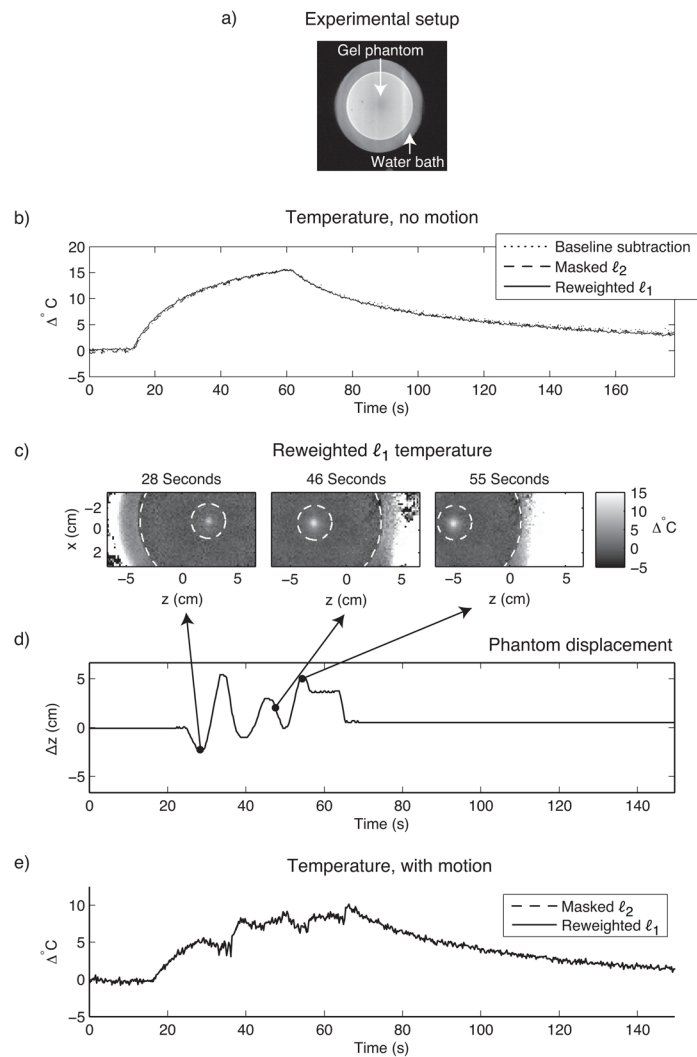 a) Experimental setup
Gel phantom
Water bath
b) Temperature, no motion
Baseline subtraction
Masked ℓ2
Reweighted ℓ1
20
15
10
5
0
−5
Δ°C
0 20 40 60 80 100 120 140 160
Time (s)
c) Reweighted ℓ1 temperature
28 Seconds 46 Seconds 55 Seconds
−2
0
2
x (cm)
−5 0 5 −5 0 5 −5 0 5
z (cm) z (cm) z (cm)
15
10
5
0
−5
Δ°C
d) Phantom displacement
5
0
−5
Δz (cm)
0 20 40 60 80 100 120 140
Time (s)
e) Temperature, with motion
Masked ℓ2
Reweighted ℓ1
10
5
0
−5
Δ°C
0 20 40 60 80 100 120 140
Time (s)